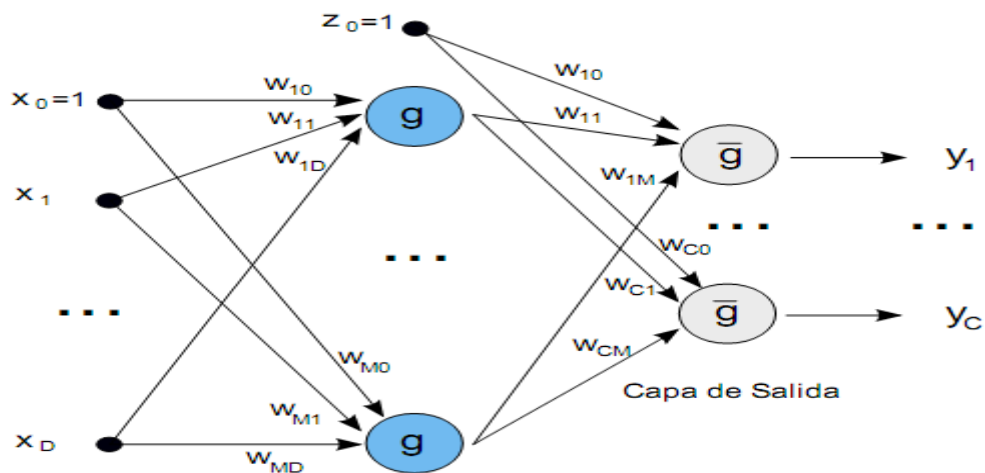 z₀=1
x₀=1
w₁₀
w₁₀
w₁₁
g
w₁₁
w₁D
g̅
y₁
x₁
w₁M
...
...
...
wC₀
wC₁
...
g̅
yC
wM₀
wCM
Capa de Salida
wM₁
xD
g
wMD